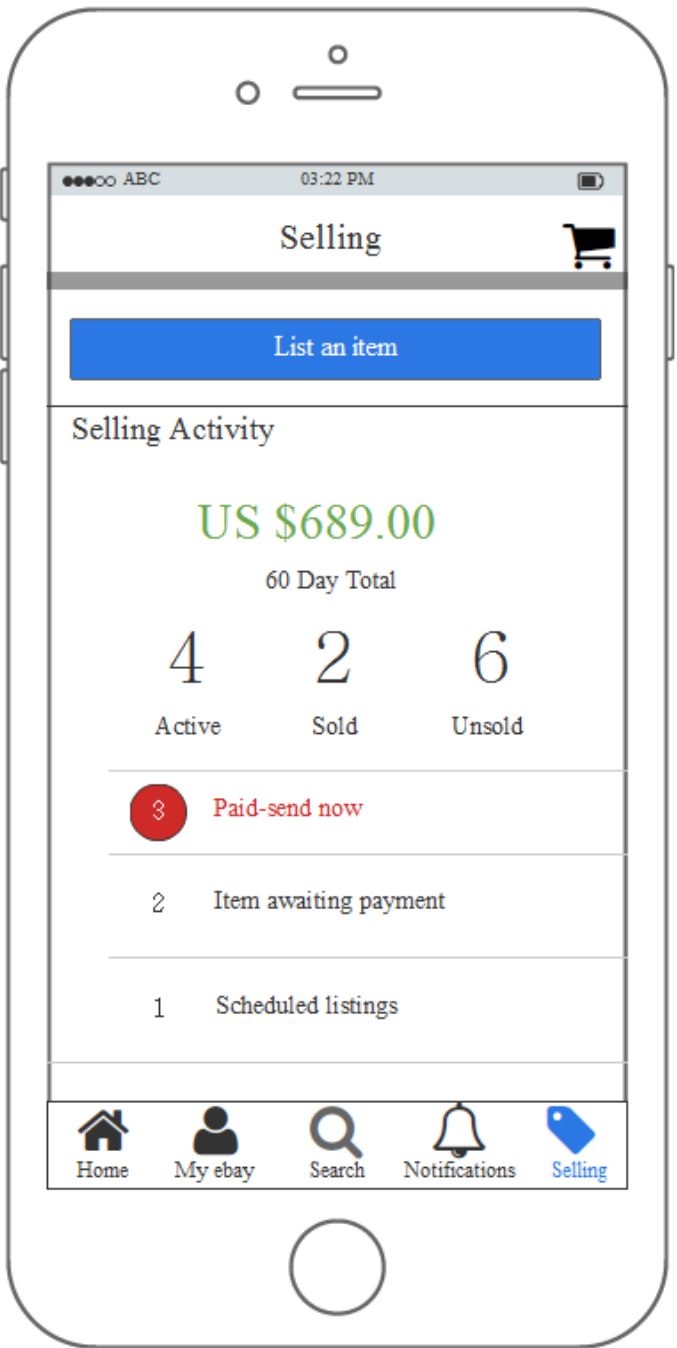 ABC 03:22 PM
Selling
List an item
Selling Activity
US $689.00
60 Day Total
4 2 6
Active Sold Unsold
3 Paid-send now
2 Item awaiting payment
1 Scheduled listings
Home My ebay Search Notifications Selling